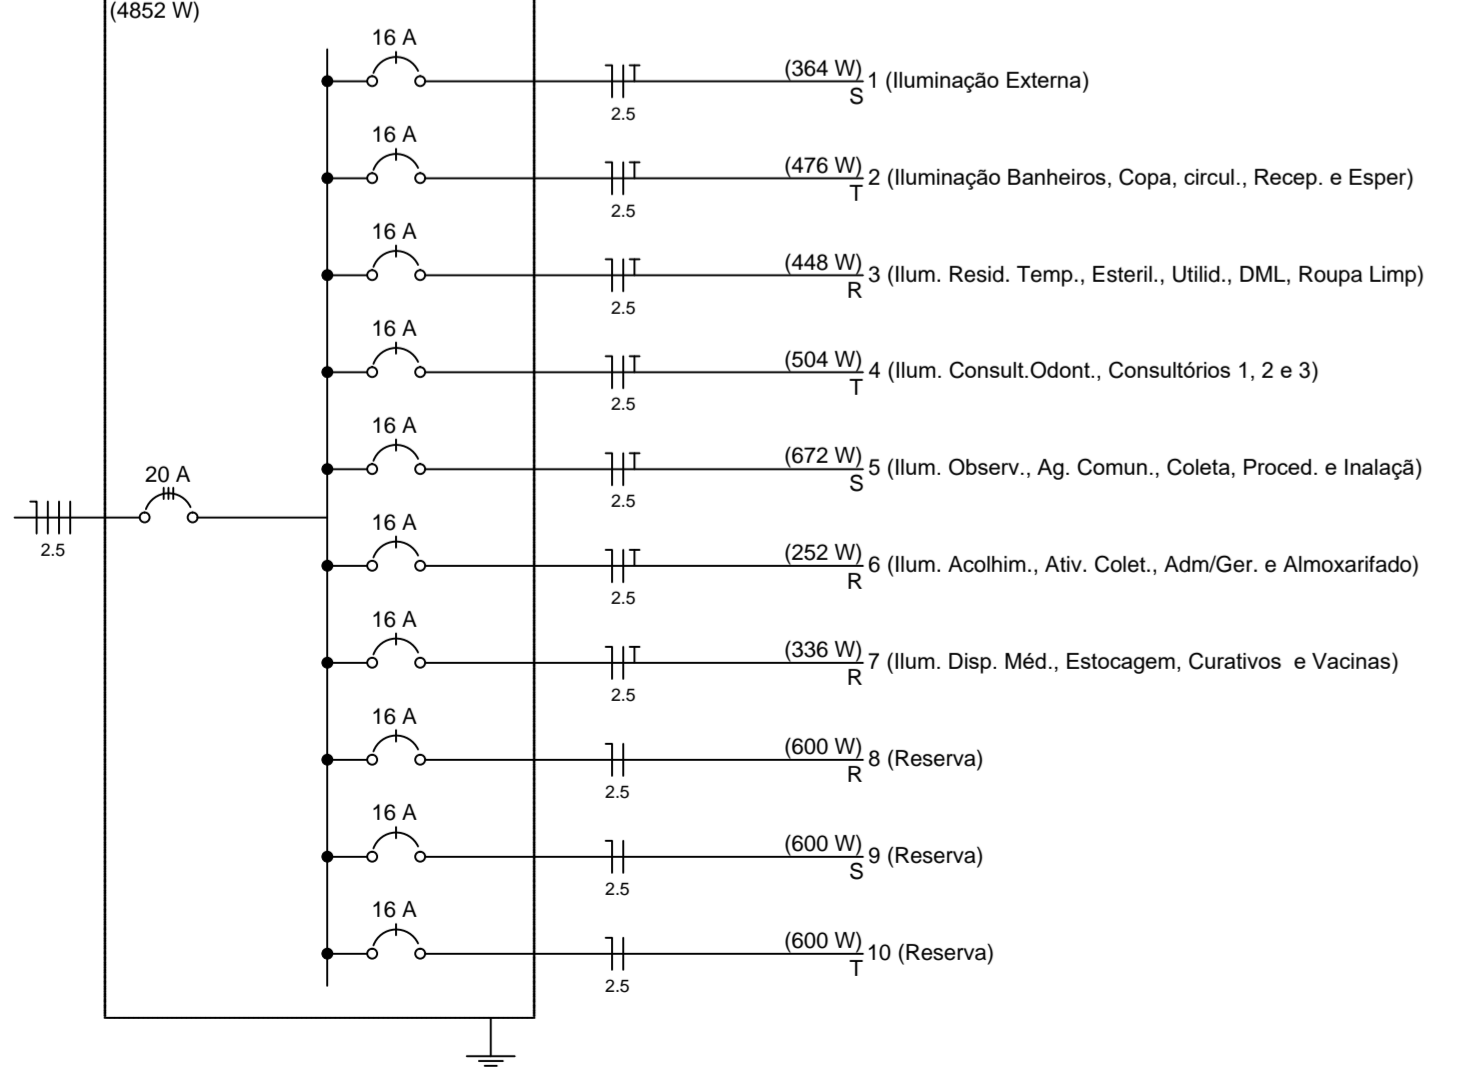 (4852 W)
16 A
(364 W) 1 (Iluminação Externa)
S
2.5
16 A
(476 W) 2 (Iluminação Banheiros, Copa, circul., Recep. e Esper)
T
2.5
16 A
(448 W) 3 (Ilum. Resid. Temp., Esteril., Utilid., DML, Roupa Limp)
R
2.5
16 A
(504 W) 4 (Ilum. Consult.Odont., Consultórios 1, 2 e 3)
T
2.5
16 A
(672 W) 5 (Ilum. Observ., Ag. Comun., Coleta, Proced. e Inalaçã)
S
2.5
20 A
2.5
16 A
(252 W) 6 (Ilum. Acolhim., Ativ. Colet., Adm/Ger. e Almoxarifado)
R
2.5
16 A
(336 W) 7 (Ilum. Disp. Méd., Estocagem, Curativos e Vacinas)
R
2.5
16 A
(600 W) 8 (Reserva)
R
2.5
16 A
(600 W) 9 (Reserva)
S
2.5
16 A
(600 W) 10 (Reserva)
T
2.5